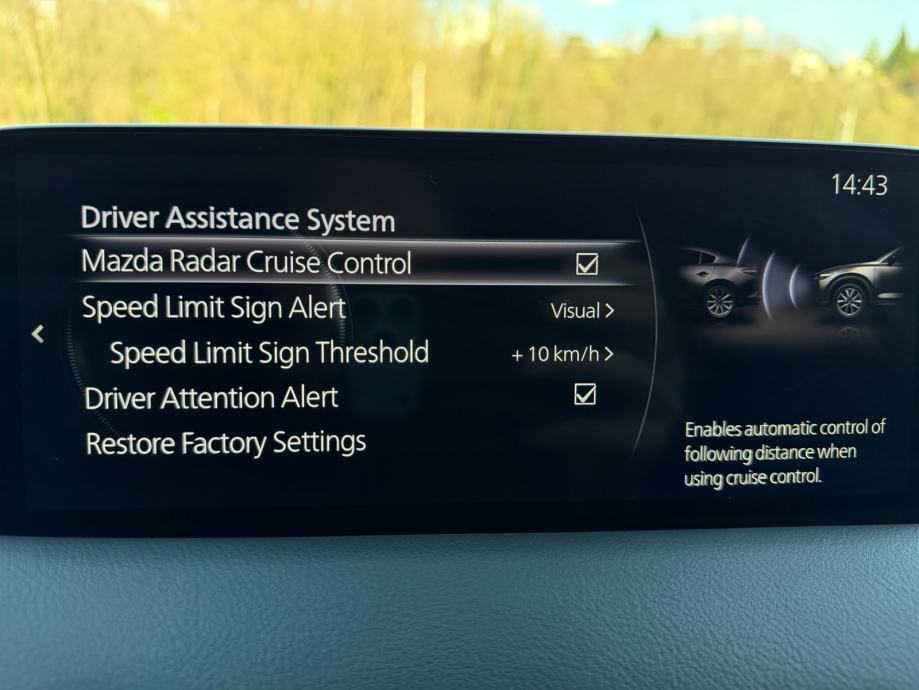 14:43
Driver Assistance System
Mazda Radar Cruise Control
Speed Limit Sign Alert Visual >
Speed Limit Sign Threshold + 10 km/h >
Driver Attention Alert
Restore Factory Settings
Enables automatic control of
following distance when
using cruise control.